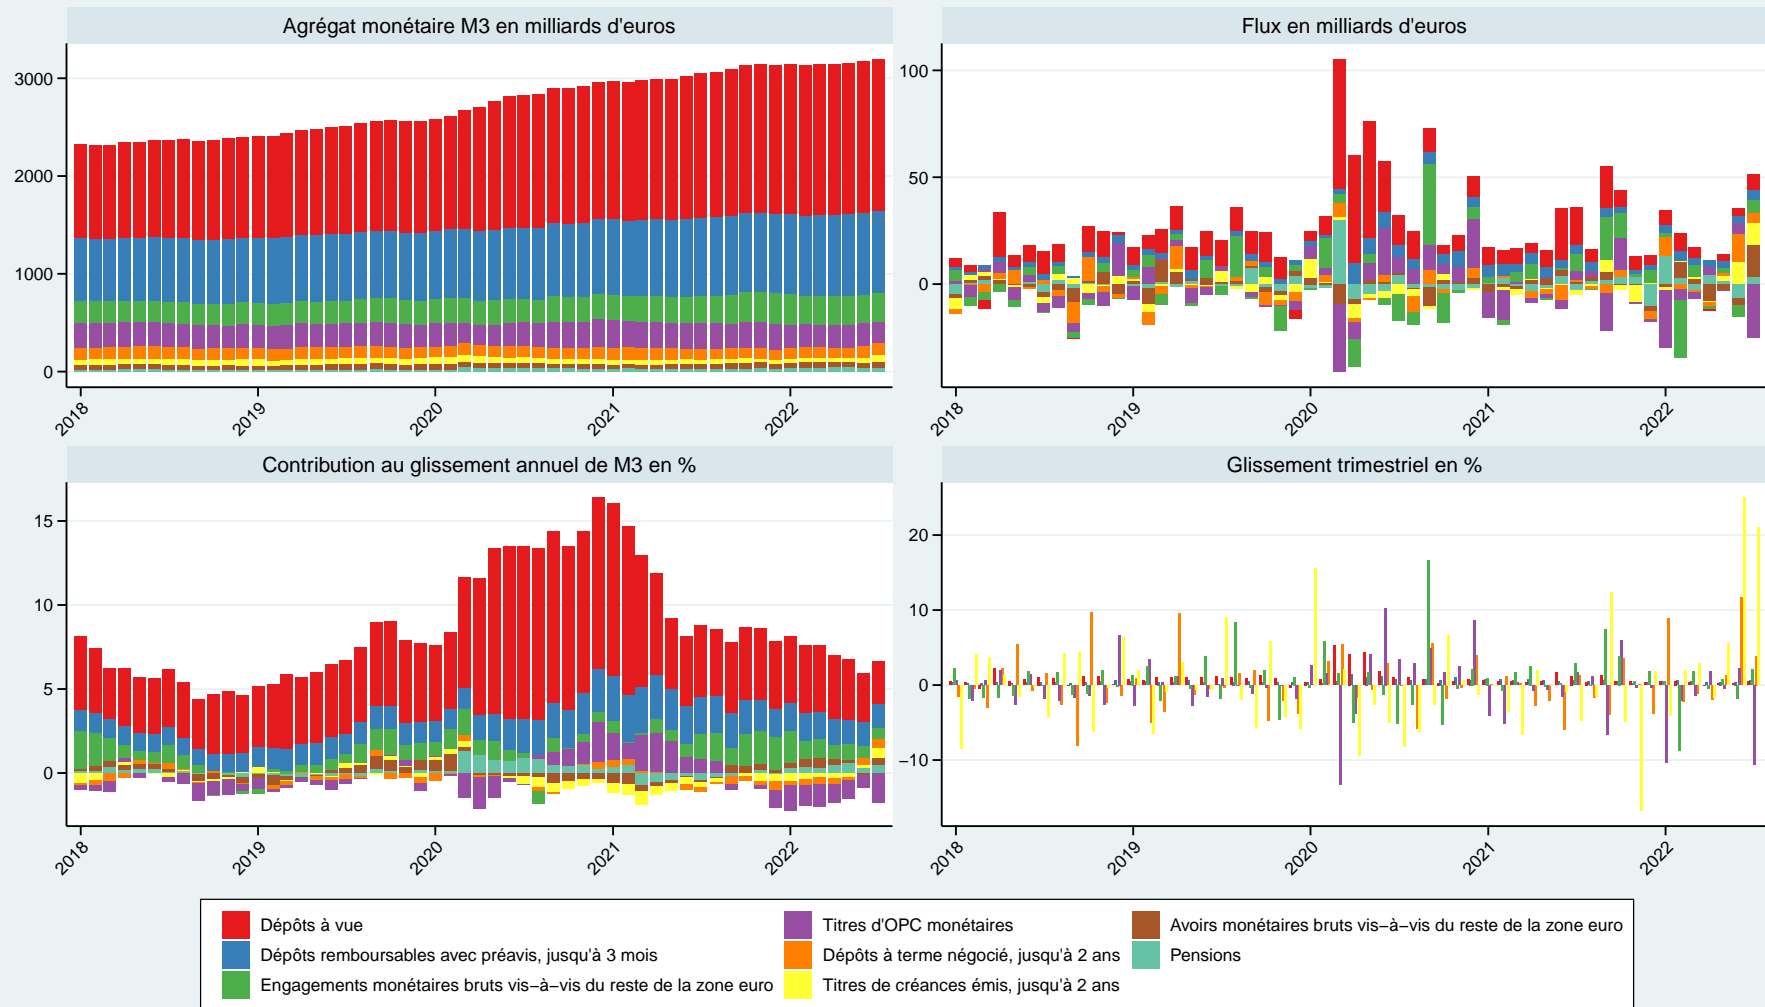 Agrégat monétaire M3 en milliards d'euros
3000
2000
1000
0
2018
2019
2020
2021
2022
Flux en milliards d'euros
100
50
0
2018
2019
2020
2021
2022
Contribution au glissement annuel de M3 en %
15
10
5
0
2018
2019
2020
2021
2022
Glissement trimestriel en %
20
10
0
−10
2018
2019
2020
2021
2022
Dépôts à vue
Dépôts remboursables avec préavis, jusqu'à 3 mois
Engagements monétaires bruts vis−à−vis du reste de la zone euro
Titres d'OPC monétaires
Dépôts à terme négocié, jusqu'à 2 ans
Titres de créances émis, jusqu'à 2 ans
Avoirs monétaires bruts vis−à−vis du reste de la zone euro
Pensions